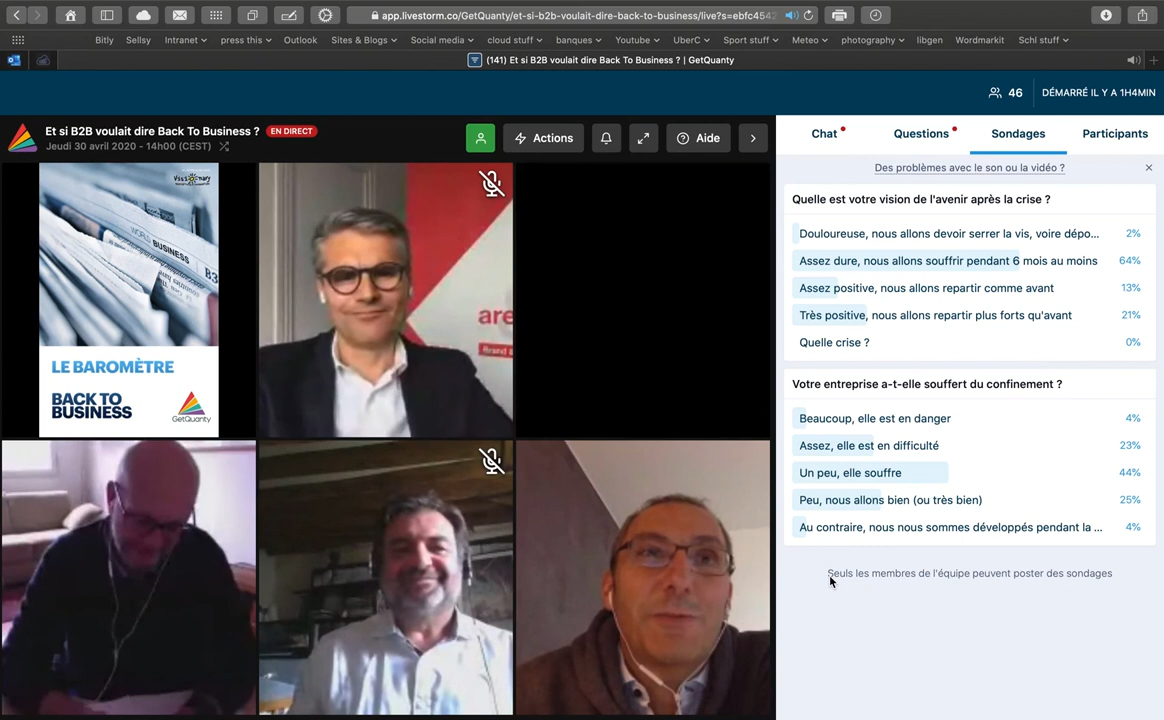 app.livestorm.co/GetQuanty/et-si-b2b-voulait-dire-back-to-business/live?s=ebfc4542
Bitly Sellsy Intranet press this ? Outlook Sites & Blogs Social media cloud stuff banques Youtube UberC Sport stuff Meteo photography libgen Wordmarkit Schl stuff
(141) Et si B2B voulait dire Back To Business ? | GetQuanty
46 DÉMARRÉ IL Y A 1H4MIN
Et si B2B voulait dire Back To Business ? EN DIRECT
Jeudi 30 avril 2020 - 14h00 (CEST)
Actions
Aide
Chat Questions Sondages Participants
Des problèmes avec le son ou la vidéo ?
Quelle est votre vision de l'avenir après la crise ?
Douloureuse, nous allons devoir serrer la vis, voire dépo... 2%
Assez dure, nous allons souffrir pendant 6 mois au moins 64%
Assez positive, nous allons repartir comme avant 13%
Très positive, nous allons repartir plus forts qu'avant 21%
Quelle crise ? 0%
Votre entreprise a-t-elle souffert du confinement ?
Beaucoup, elle est en danger 4%
Assez, elle est en difficulté 23%
Un peu, elle souffre 44%
Peu, nous allons bien (ou très bien) 25%
Au contraire, nous nous sommes développés pendant la ... 4%
Seuls les membres de l'équipe peuvent poster des sondages
Visionary
WORLD BUSINESS
B3
LE BAROMÈTRE
BACK TO
BUSINESS
GetQuanty
are
Brand &